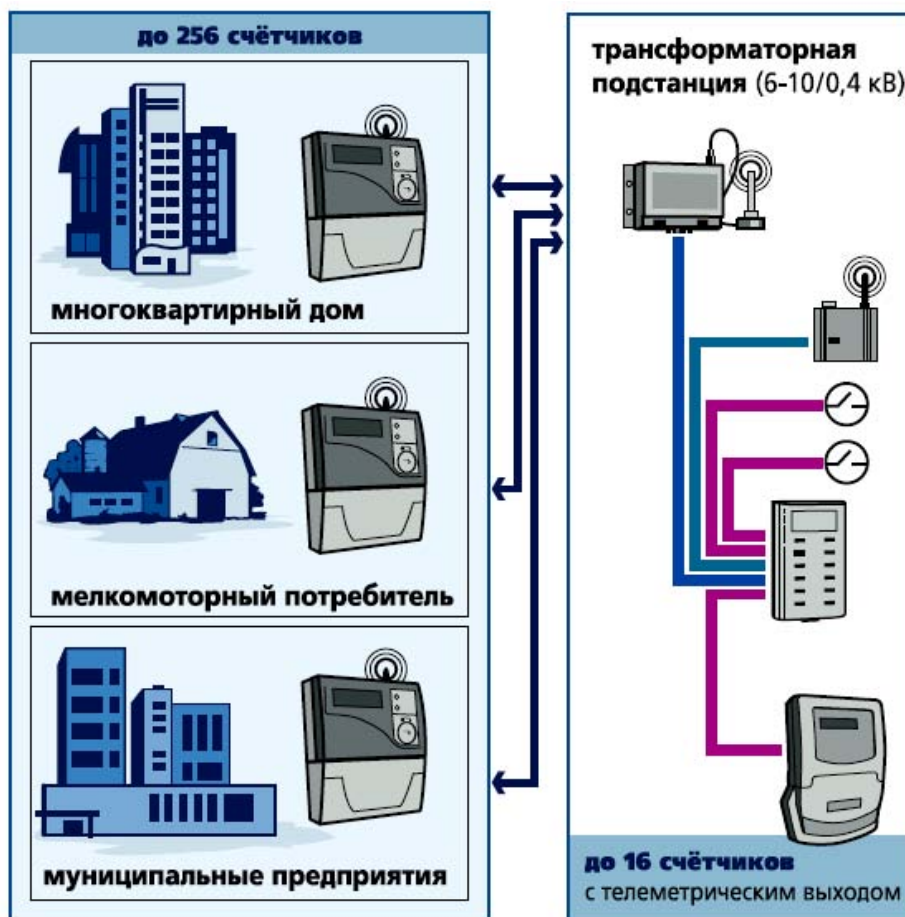 до 256 счётчиков
многоквартирный дом
мелкомоторный потребитель
муниципальные предприятия
трансформаторная
подстанция (6-10/0,4 кВ)
до 16 счётчиков
с телеметрическим выходом